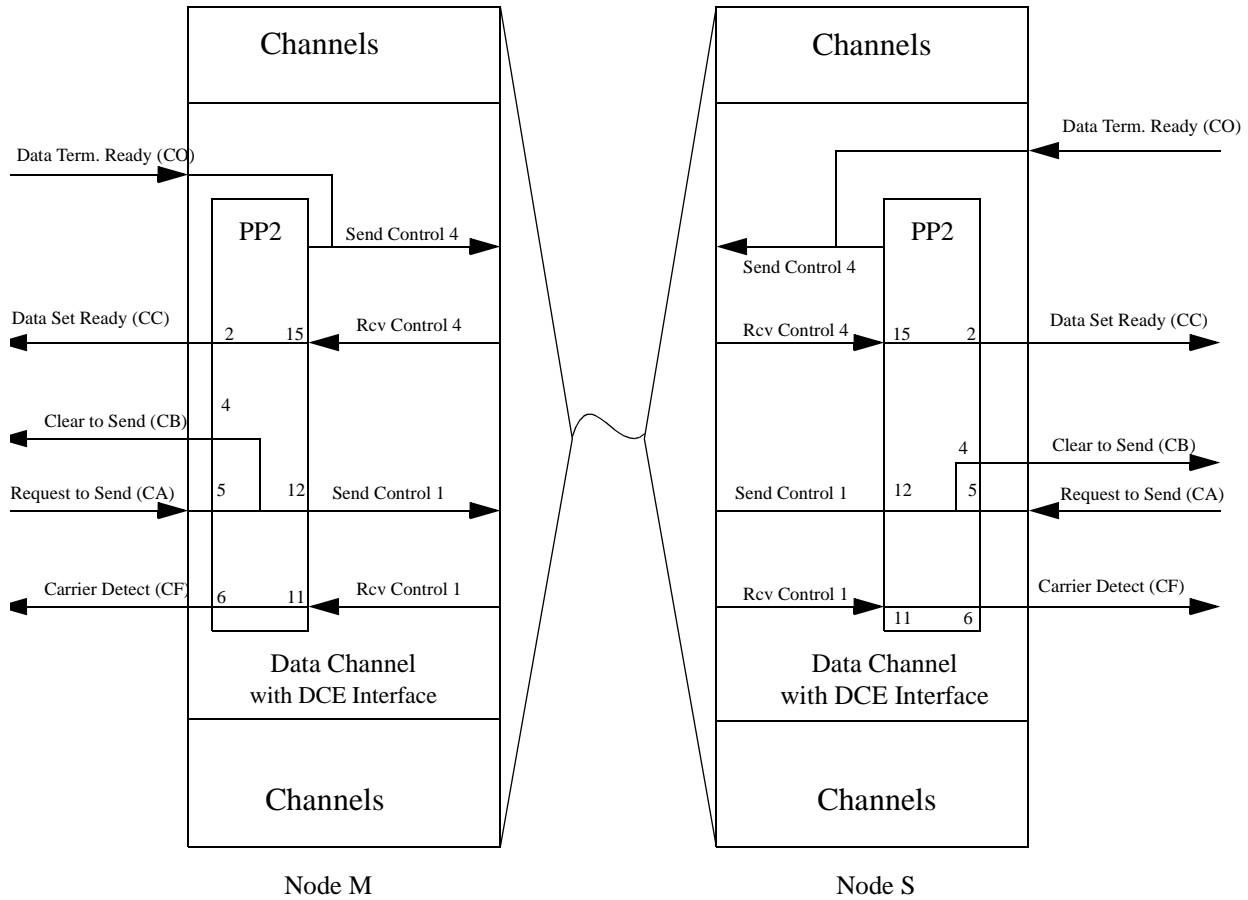 Channels
Data Term. Ready (CO)
PP2
Send Control 4
Data Set Ready (CC)
2
15
Rcv Control 4
4
Clear to Send (CB)
Request to Send (CA)
5
12
Send Control 1
Carrier Detect (CF)
6
11
Rcv Control 1
Data Channel
with DCE Interface
Channels
Node M
Channels
Data Term. Ready (CO)
PP2
Send Control 4
Rcv Control 4
15
2
Data Set Ready (CC)
4
Clear to Send (CB)
Send Control 1
12
5
Request to Send (CA)
Rcv Control 1
11
6
Carrier Detect (CF)
Data Channel
with DCE Interface
Channels
Node S